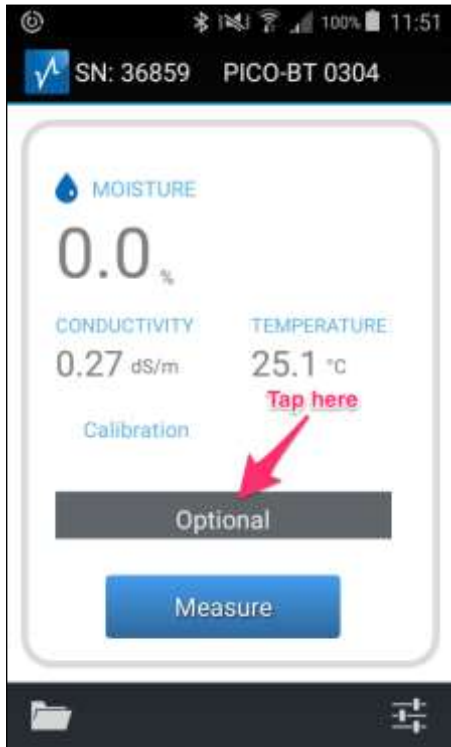 100% 11:51
SN: 36859 PICO-BT 0304
MOISTURE
0.0 %
CONDUCTIVITY TEMPERATURE
0.27 dS/m 25.1 °C
Tap here
Calibration
Optional
Measure